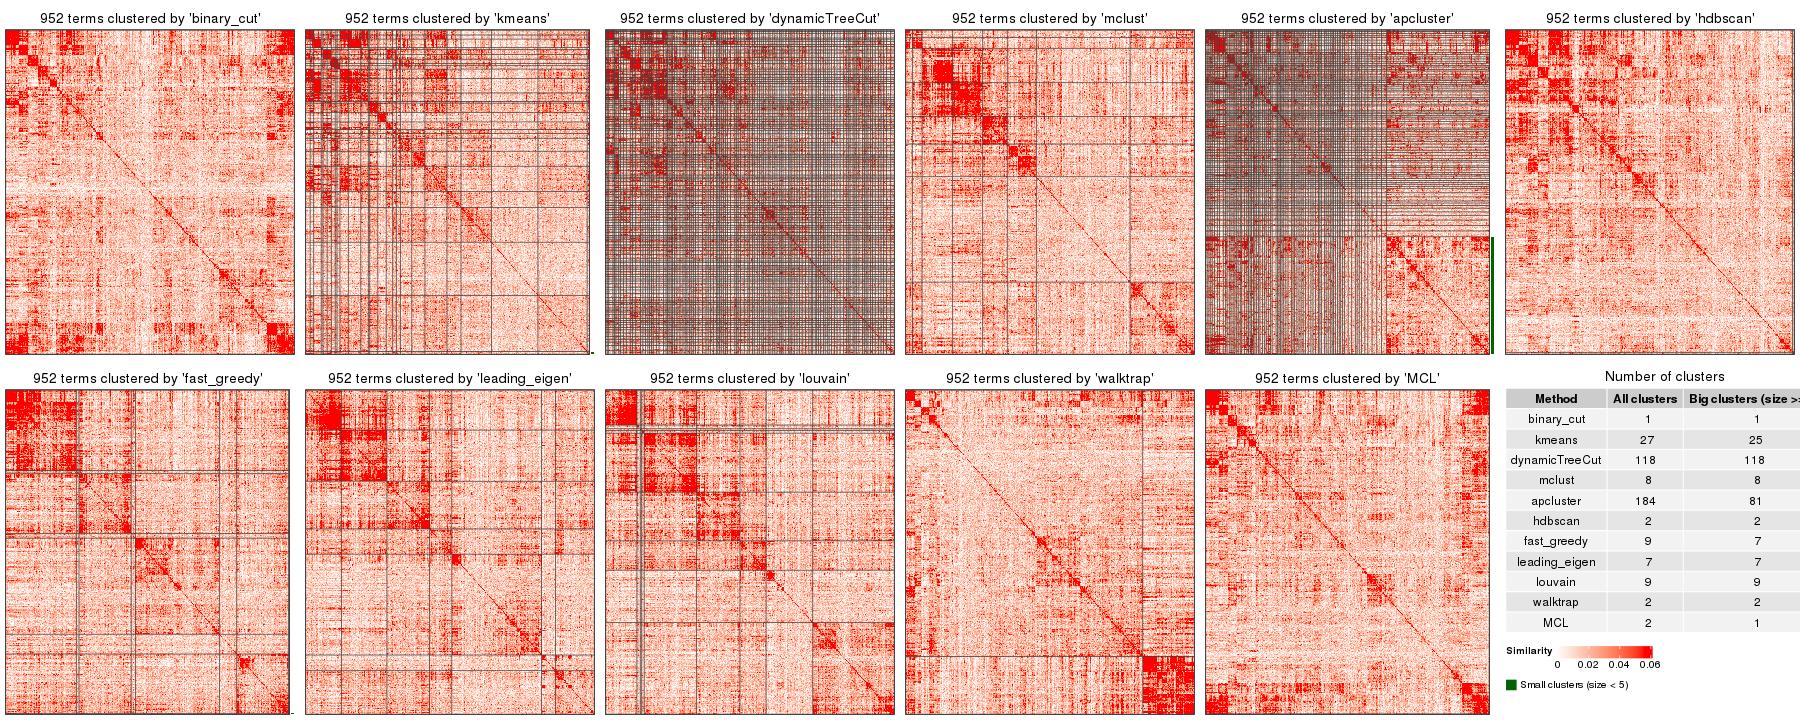 952 terms clustered by 'binary_cut'
952 terms clustered by 'kmeans'
952 terms clustered by 'dynamicTreeCut'
952 terms clustered by 'mclust'
952 terms clustered by 'apcluster'
952 terms clustered by 'hdbscan'
952 terms clustered by 'fast_greedy'
952 terms clustered by 'leading_eigen'
952 terms clustered by 'louvain'
952 terms clustered by 'walktrap'
952 terms clustered by 'MCL'
Number of clusters
Method All clusters Big clusters (size >=
binary_cut 1 1
kmeans 27 25
dynamicTreeCut 118 118
mclust 8 8
apcluster 184 81
hdbscan 2 2
fast_greedy 9 7
leading_eigen 7 7
louvain 9 9
walktrap 2 2
MCL 2 1
Similarity
0 0.02 0.04 0.06
Small clusters (size < 5)